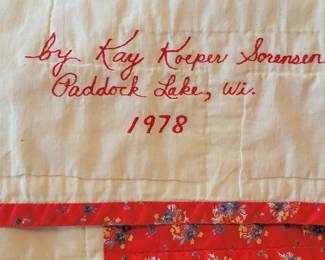 by Kay Koeper Sorensen
Paddock Lake, Wi.
1978